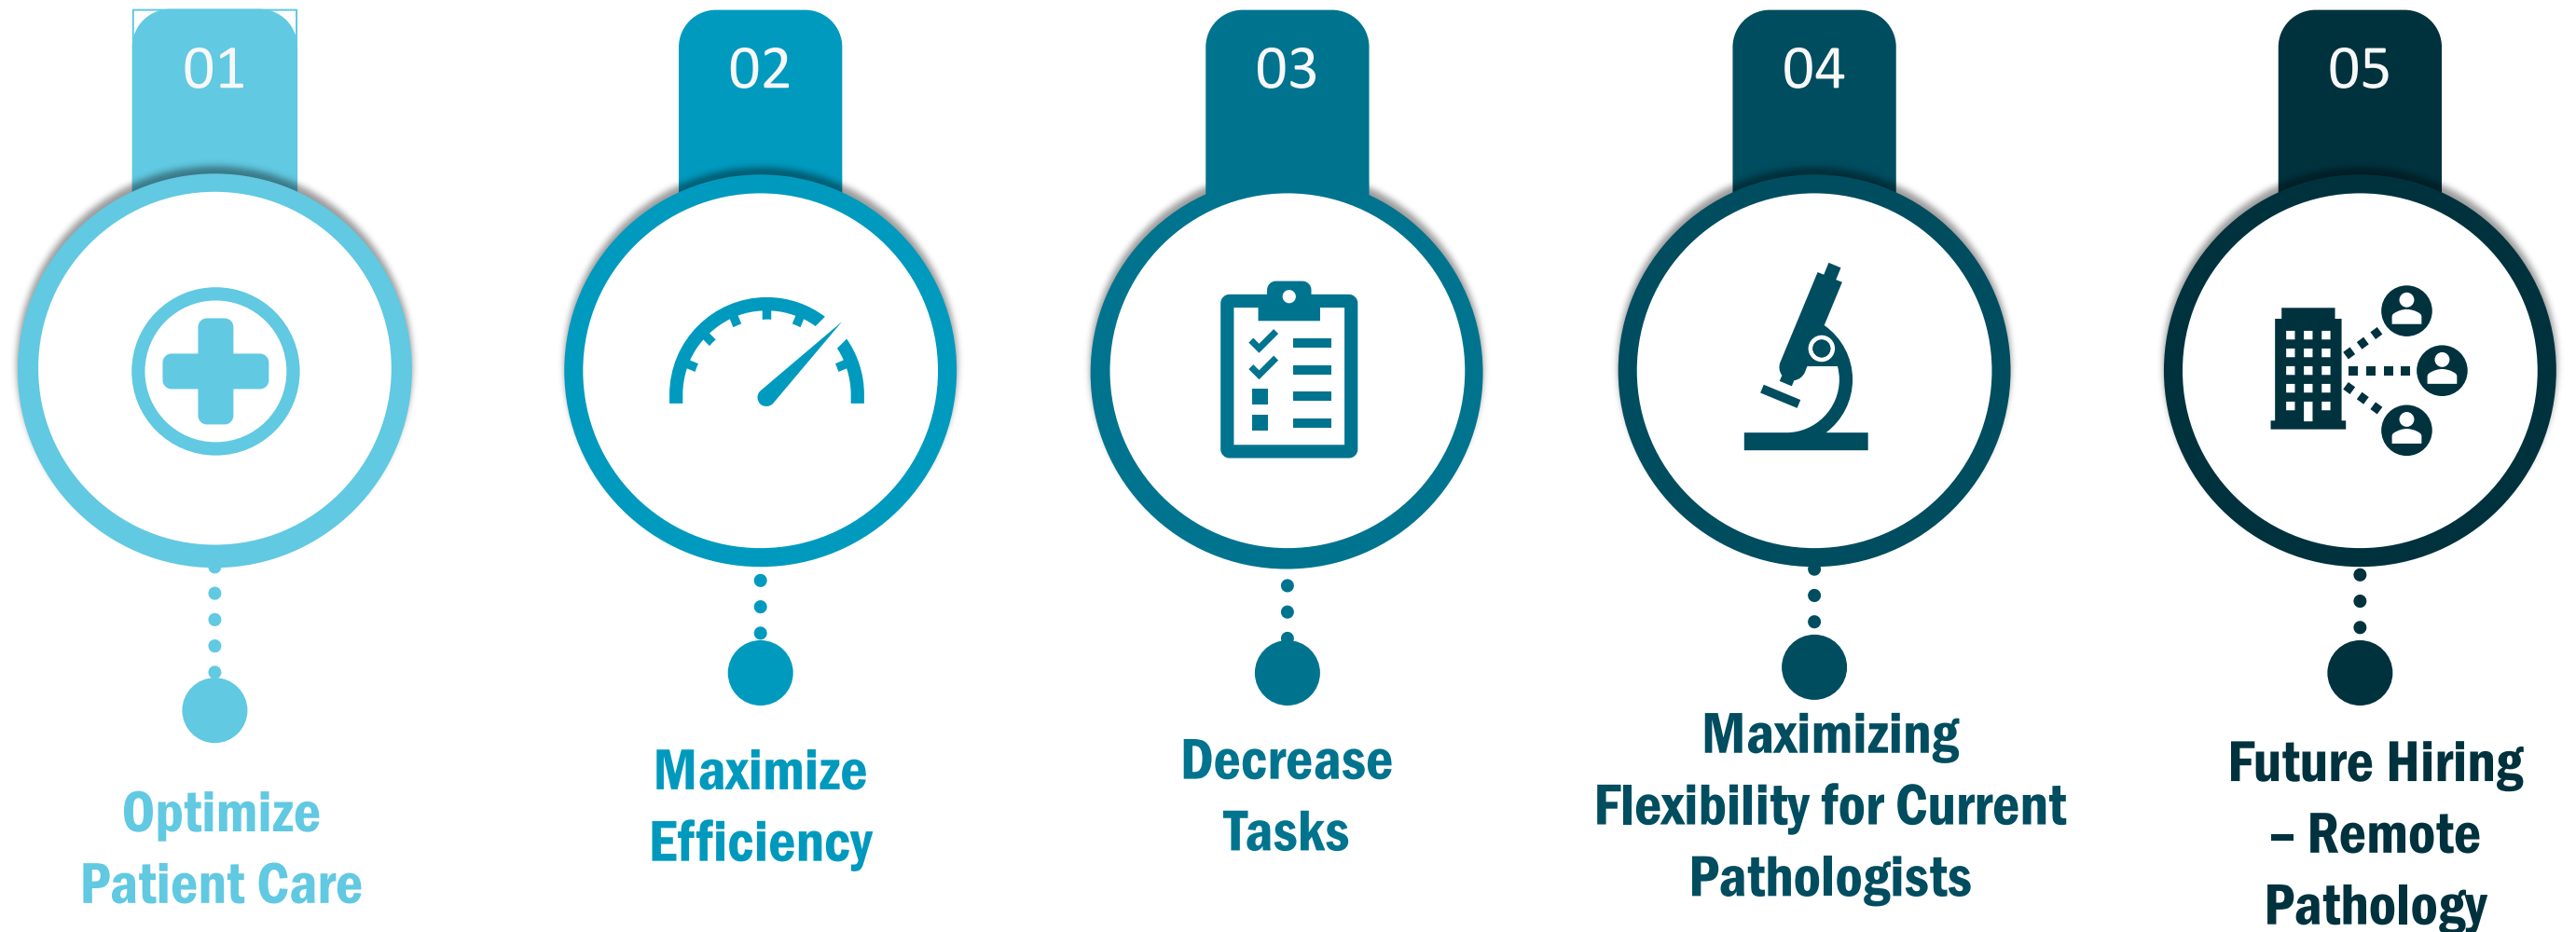 01
Optimize
Patient Care
02
Maximize
Efficiency
03
Decrease
Tasks
04
Maximizing
Flexibility for Current
Pathologists
05
Future Hiring
– Remote
Pathology